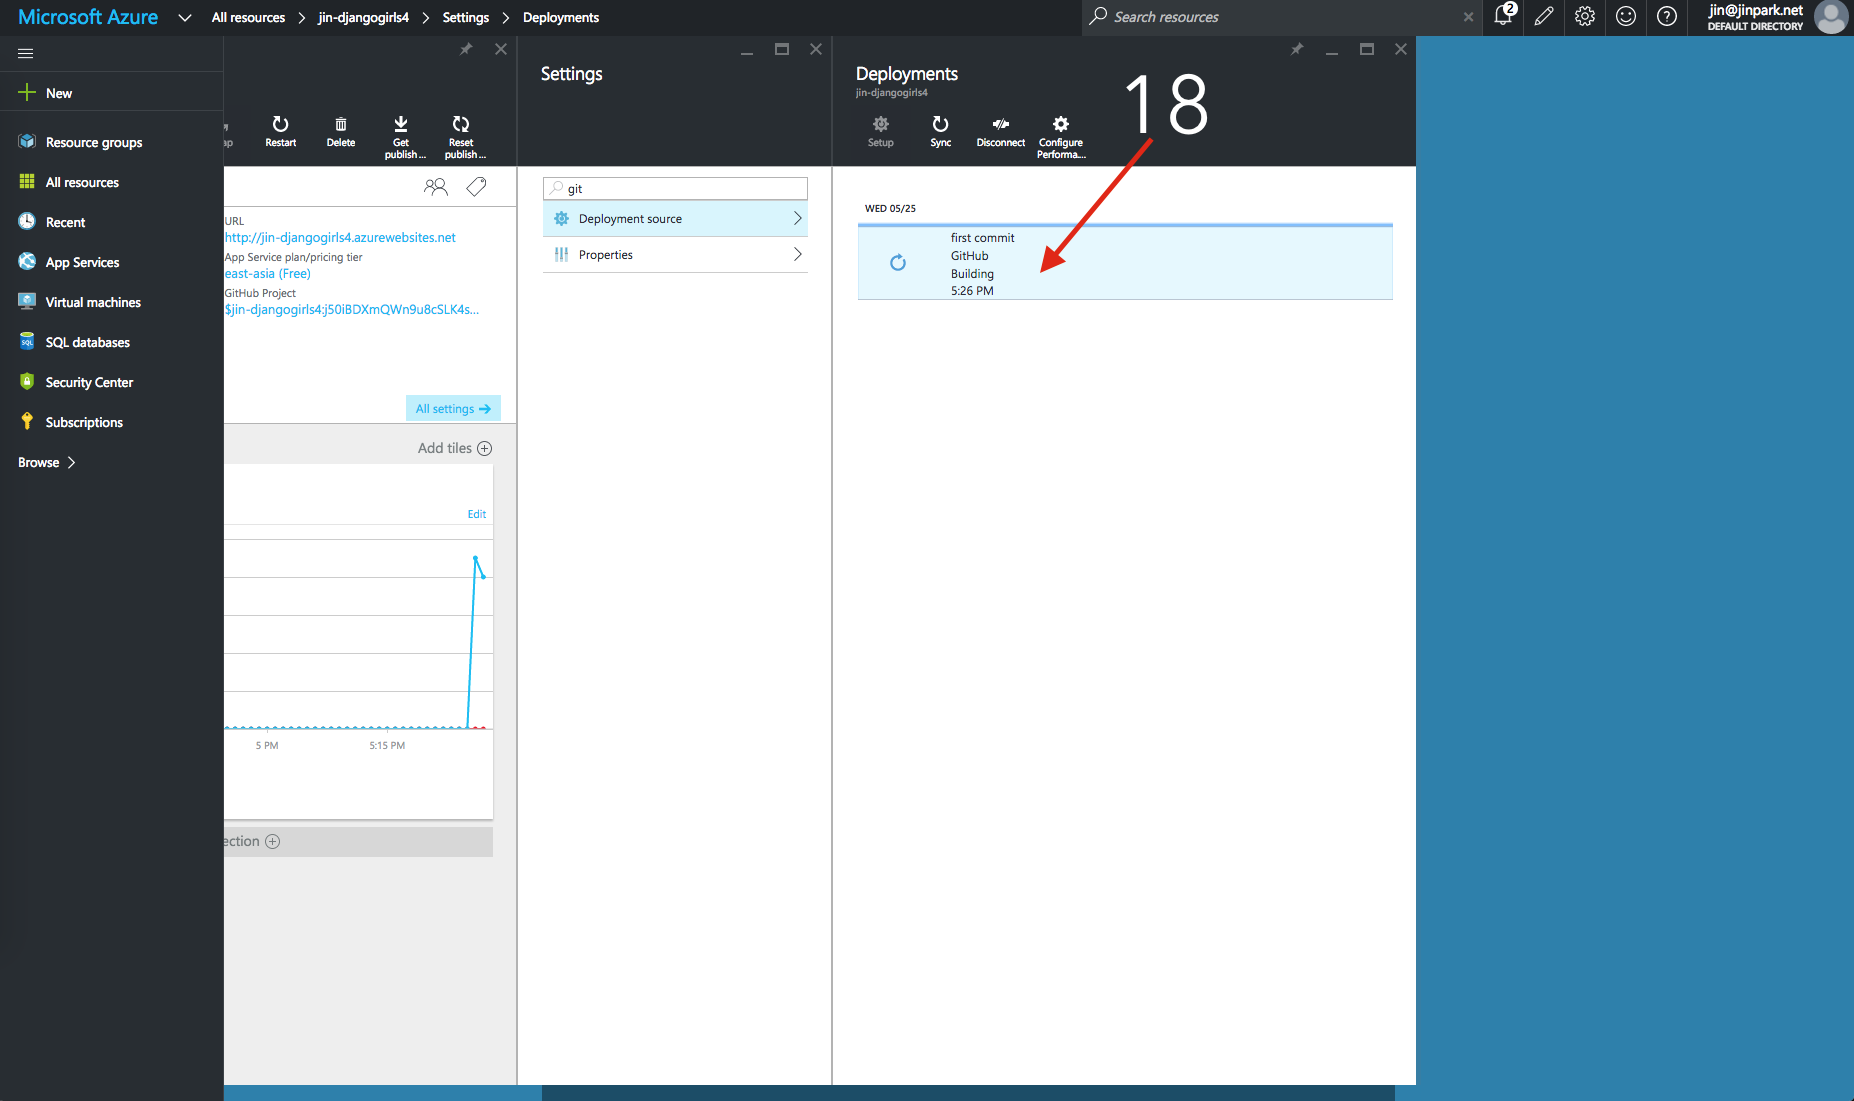 Microsoft Azure
All resources
jin-djangogirls4
Settings
Deployments
Search resources
2
jin@jinpark.net
DEFAULT DIRECTORY
New
Resource groups
All resources
Recent
App Services
Virtual machines
SQL databases
Security Center
Subscriptions
Browse
ap
Restart
Delete
Get
publish ...
Reset
publish ...
URL
http://jin-djangogirls4.azurewebsites.net
App Service plan/pricing tier
east-asia (Free)
GitHub Project
$jin-djangogirls4:j50iBDXmQWn9u8cSLK4s...
All settings
Add tiles
Edit
5 PM
5:15 PM
ection
Settings
git
Deployment source
Properties
Deployments
jin-djangogirls4
18
Setup
Sync
Disconnect
Configure
Performa...
WED 05/25
first commit
GitHub
Building
5:26 PM